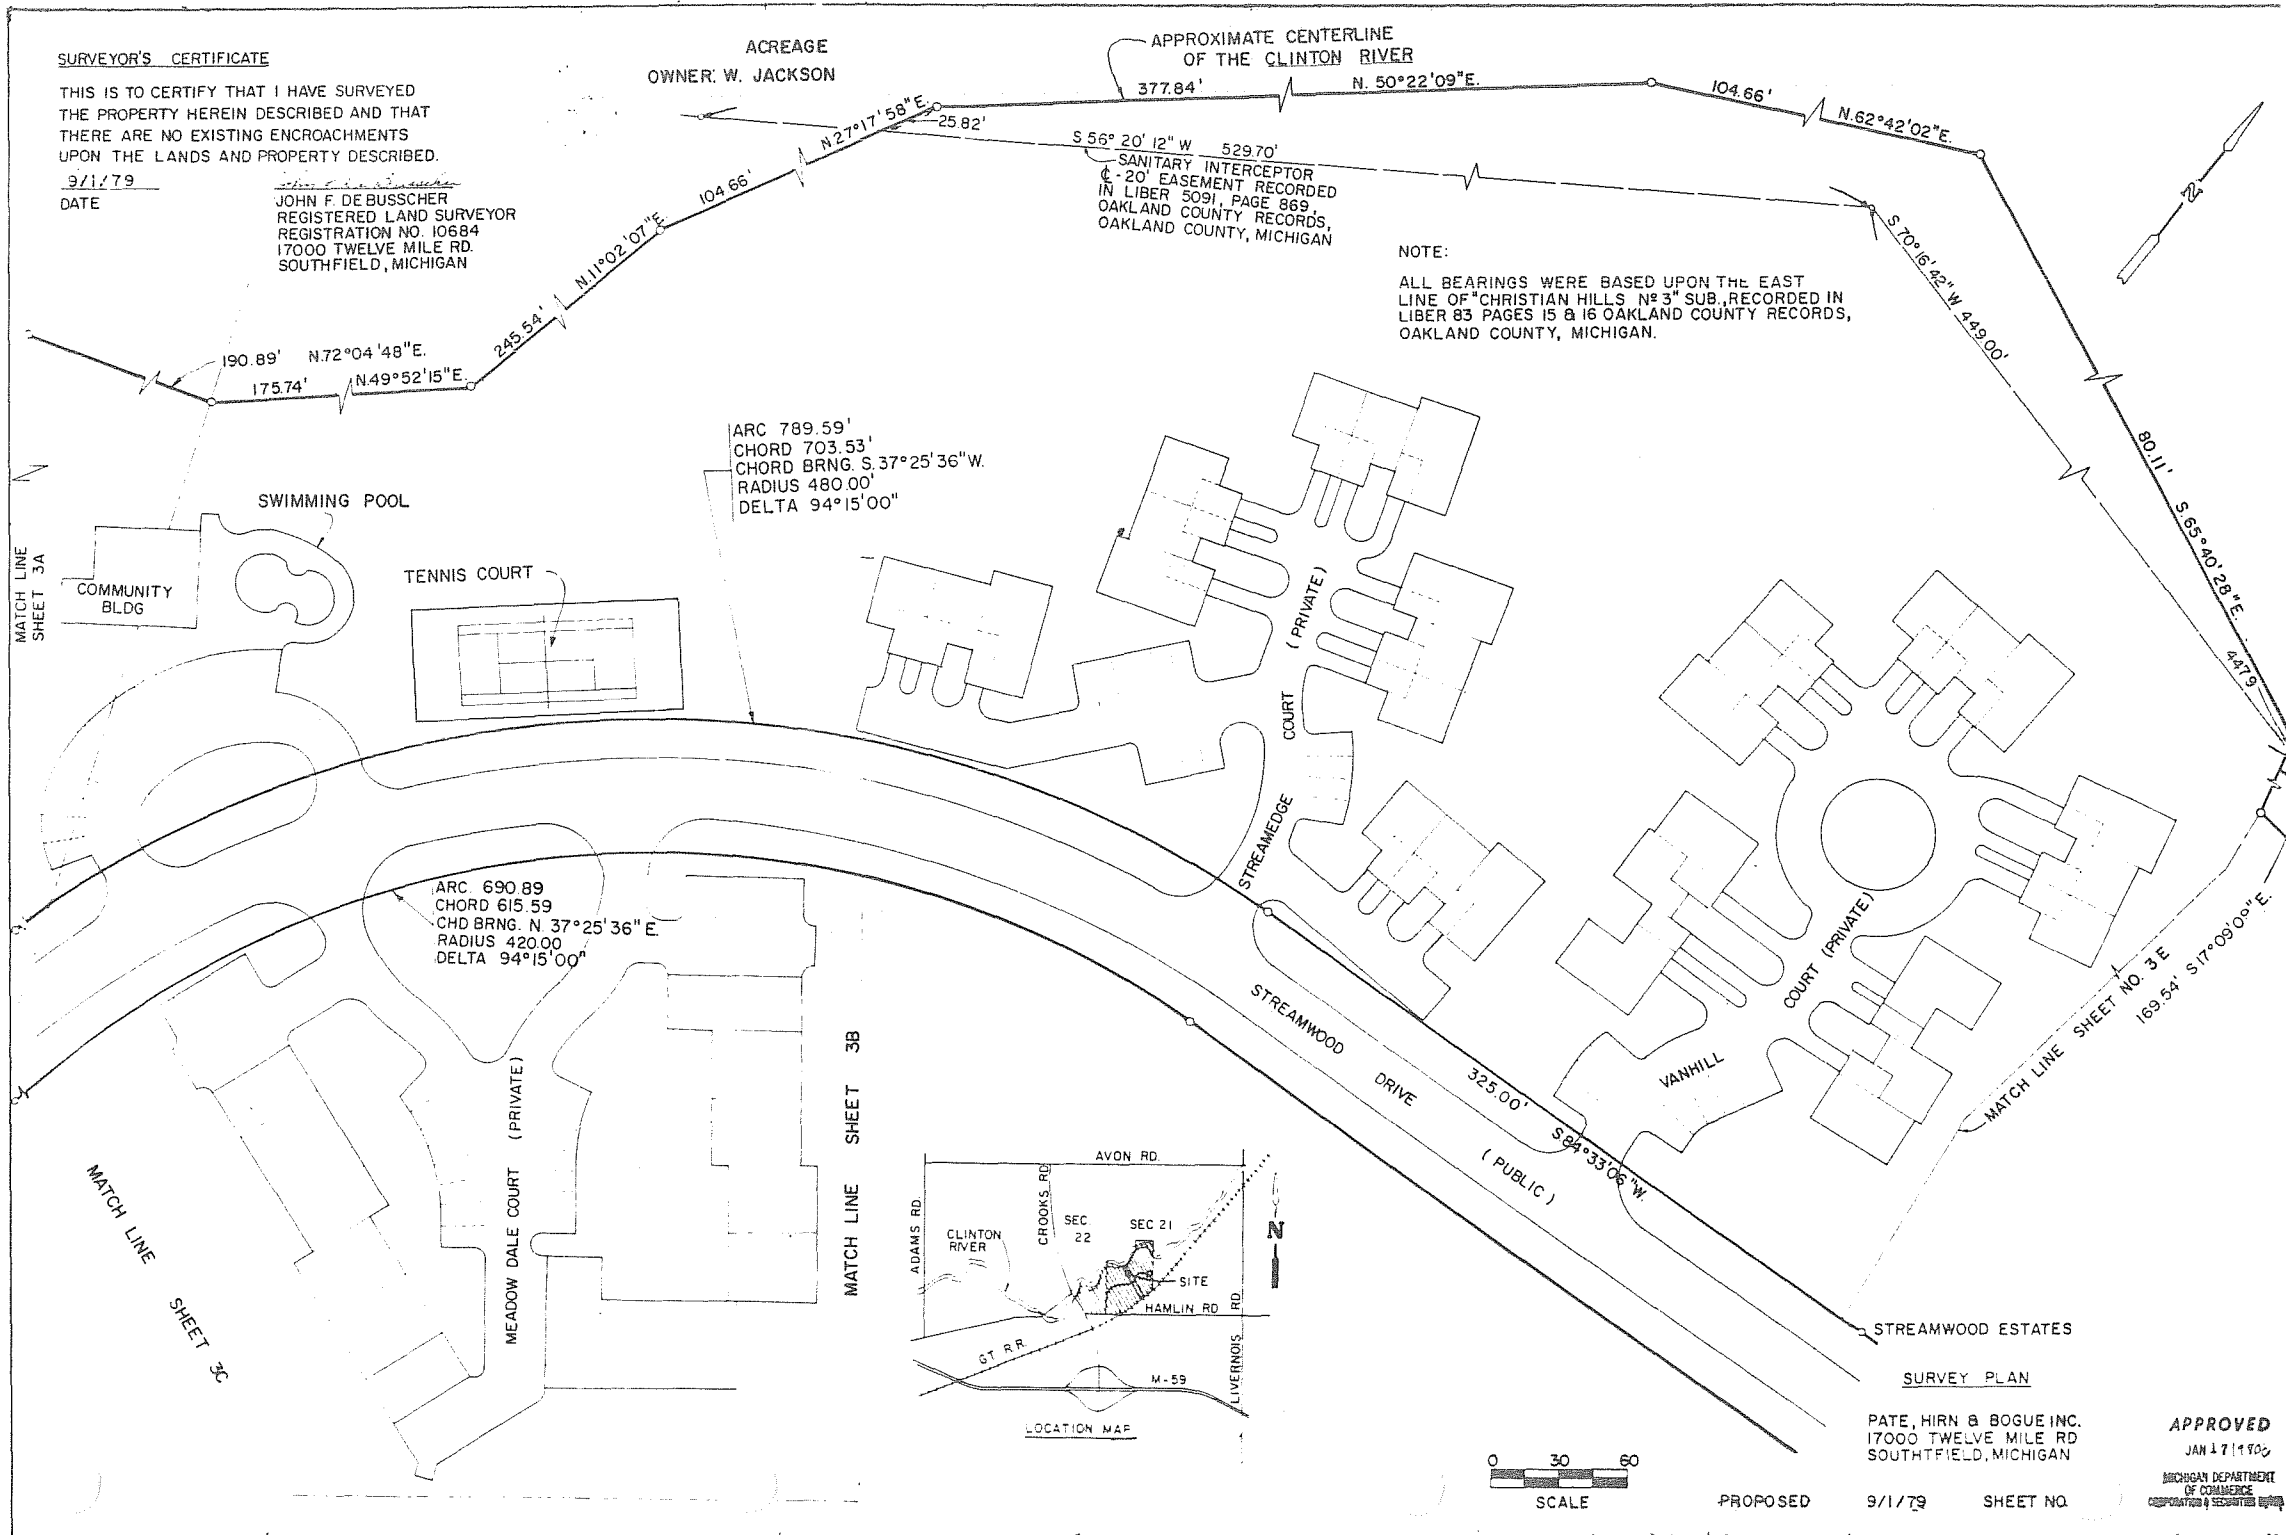 SURVEYOR'S CERTIFICATE
THIS IS TO CERTIFY THAT I HAVE SURVEYED
THE PROPERTY HEREIN DESCRIBED AND THAT
THERE ARE NO EXISTING ENCROACHMENTS
UPON THE LANDS AND PROPERTY DESCRIBED.
9/1/79
DATE
JOHN F. DE BUSSCHER
REGISTERED LAND SURVEYOR
REGISTRATION NO. 10684
17000 TWELVE MILE RD.
SOUTHFIELD, MICHIGAN
ACREAGE
OWNER: W. JACKSON
APPROXIMATE CENTERLINE
OF THE CLINTON RIVER
377.84'
N. 50°22'09"E.
104.66'
N.62°42'02"E.
N27°17'58"E.
25.82'
104.66'
N.11°02'07"E.
245.54'
190.89' N.72°04'48"E.
175.74'
N.49°52'15"E.
S 56° 20' 12" W 529.70'
SANITARY INTERCEPTOR
℄-20' EASEMENT RECORDED
IN LIBER 5091, PAGE 869,
OAKLAND COUNTY RECORDS,
OAKLAND COUNTY, MICHIGAN
N
NOTE:
ALL BEARINGS WERE BASED UPON THE EAST
LINE OF "CHRISTIAN HILLS Nº 3" SUB., RECORDED IN
LIBER 83 PAGES 15 & 16 OAKLAND COUNTY RECORDS,
OAKLAND COUNTY, MICHIGAN.
S 70°16'42" W 449.00'
80.11' S.65°40'28"E.
4479
ARC 789.59'
CHORD 703.53'
CHORD BRNG. S.37°25'36"W.
RADIUS 480.00'
DELTA 94°15'00"
SWIMMING POOL
MATCH LINE
SHEET 3A
COMMUNITY
BLDG
TENNIS COURT
STREAMEDGE COURT (PRIVATE)
ARC. 690.89
CHORD 615.59
CHD BRNG. N. 37°25'36" E.
RADIUS 420.00
DELTA 94°15'00"
COURT (PRIVATE)
VANHILL
MATCH LINE SHEET NO. 3E
169.54' S17°09'09"E.
STREAMWOOD DRIVE (PUBLIC)
325.00'
S84°33'06"W.
MEADOW DALE COURT (PRIVATE)
MATCH LINE SHEET 3B
MATCH LINE SHEET 3C
AVON RD.
ADAMS RD
CROOKS RD
SEC.
22
SEC 21
CLINTON
RIVER
SITE
HAMLIN RD
LIVERNOIS RD
GT R.R.
M-59
N
LOCATION MAP
STREAMWOOD ESTATES
SURVEY PLAN
PATE, HIRN & BOGUE INC.
17000 TWELVE MILE RD
SOUTHTFIELD, MICHIGAN
0 30 60
SCALE
PROPOSED 9/1/79 SHEET NO.
APPROVED
JAN 17
MICHIGAN DEPARTMENT
OF COMMERCE
CORPORATION & SECURITIES